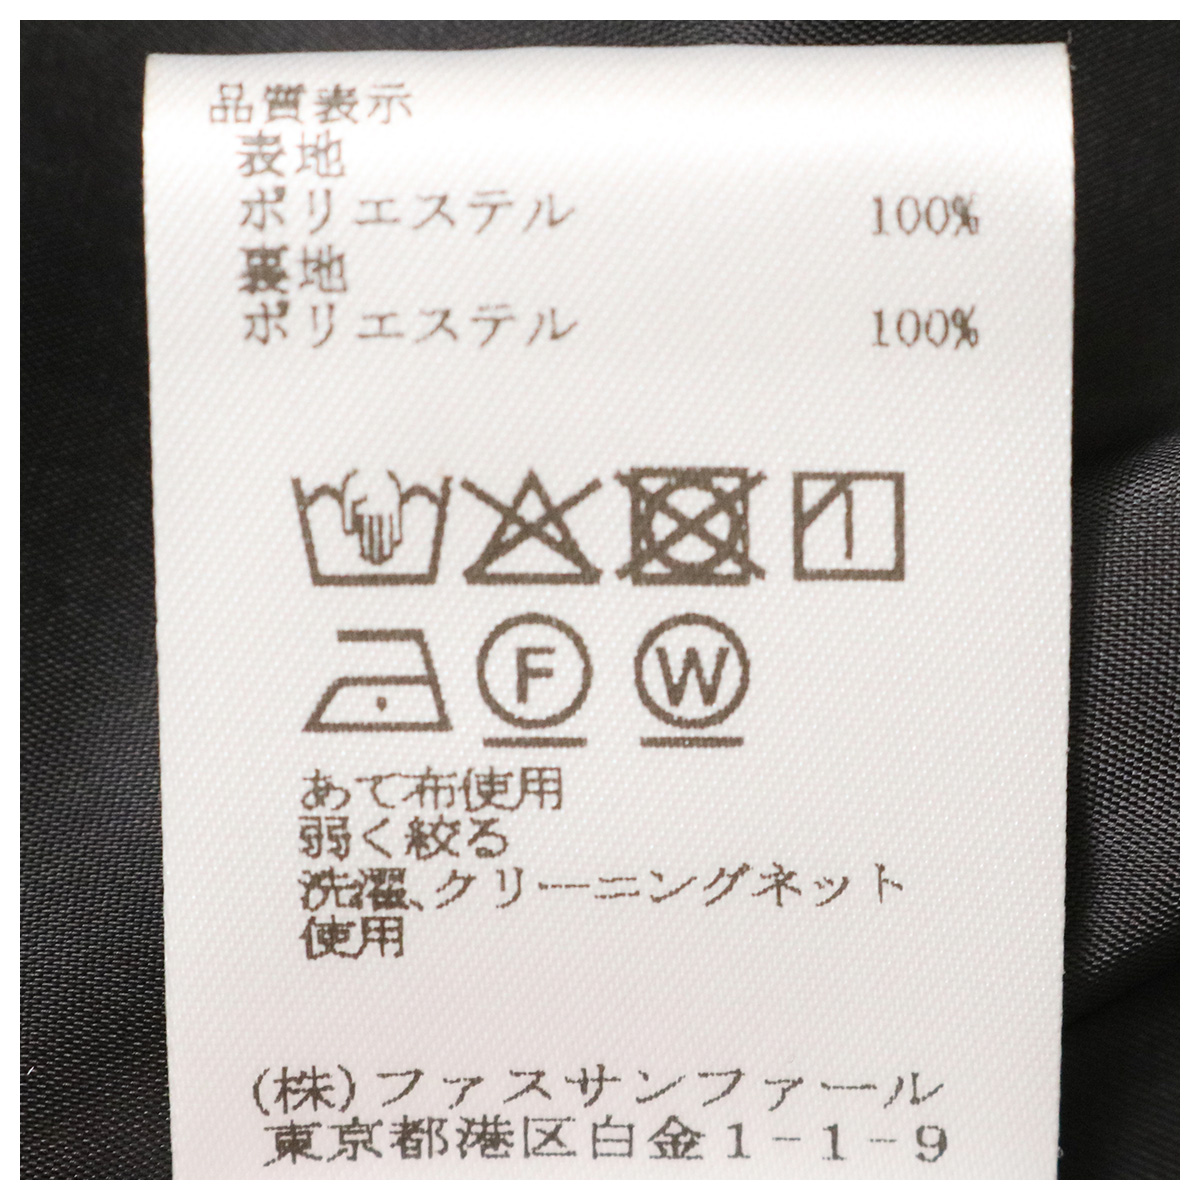 品質表示
表地
ポリエステル 100%
裏地
ポリエステル 100%
F W
あて布使用
弱く絞る
洗濯、クリーニングネット
使用
(株)ファスサンファール
東京都港区白金1-1-9